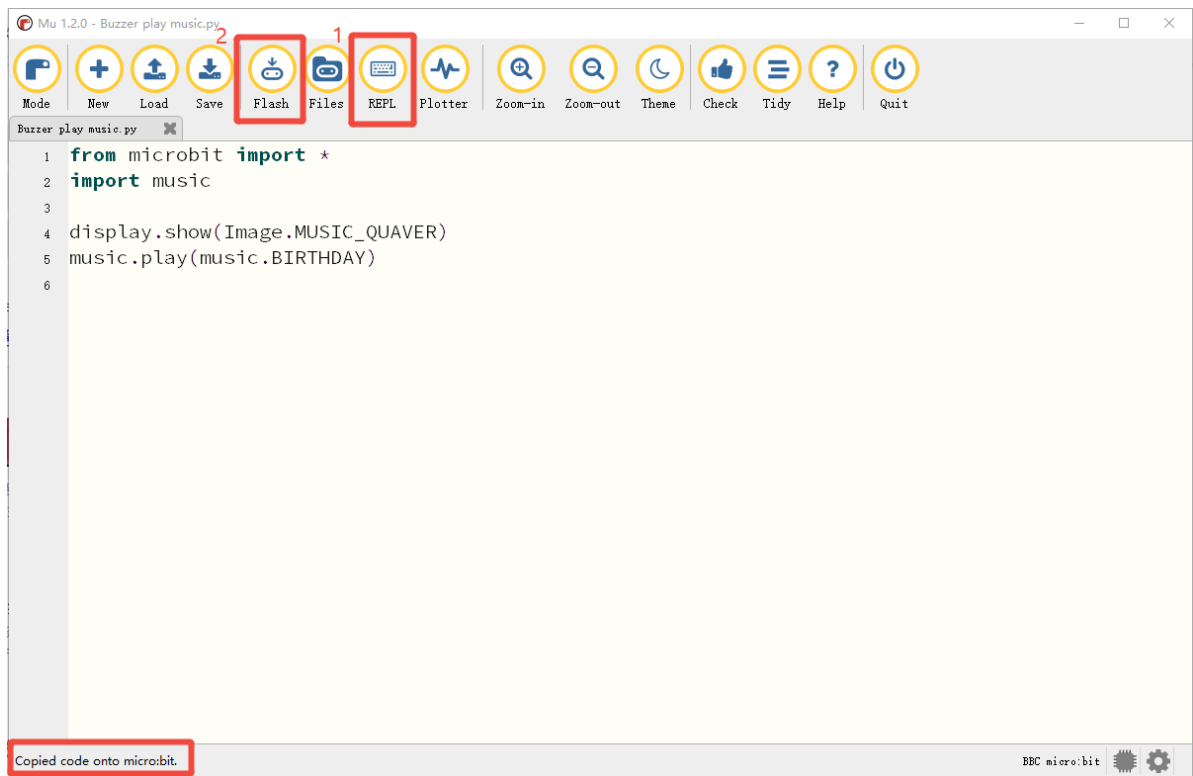 Mu 1.2.0 - Buzzer play music.py
2 1
Mode New Load Save Flash Files REPL Plotter Zoom-in Zoom-out Theme Check Tidy Help Quit
Buzzer play music.py
1 from microbit import *
2 import music
3
4 display.show(Image.MUSIC_QUAVER)
5 music.play(music.BIRTHDAY)
6
Copied code onto micro:bit. BBC micro:bit